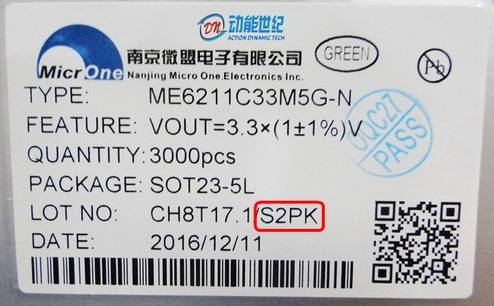 DN 动能世纪
ACTION DYNAMIC TECH
MicrOne
南京微盟电子有限公司
Nanjing Micro One Electronics Inc.
GREEN
Pb
TYPE: ME6211C33M5G-N
FEATURE: VOUT=3.3×(1±1%)V
QUANTITY: 3000pcs
PACKAGE: SOT23-5L
LOT NO: CH8T17.1/S2PK
DATE: 2016/12/11
OQC27
PASS